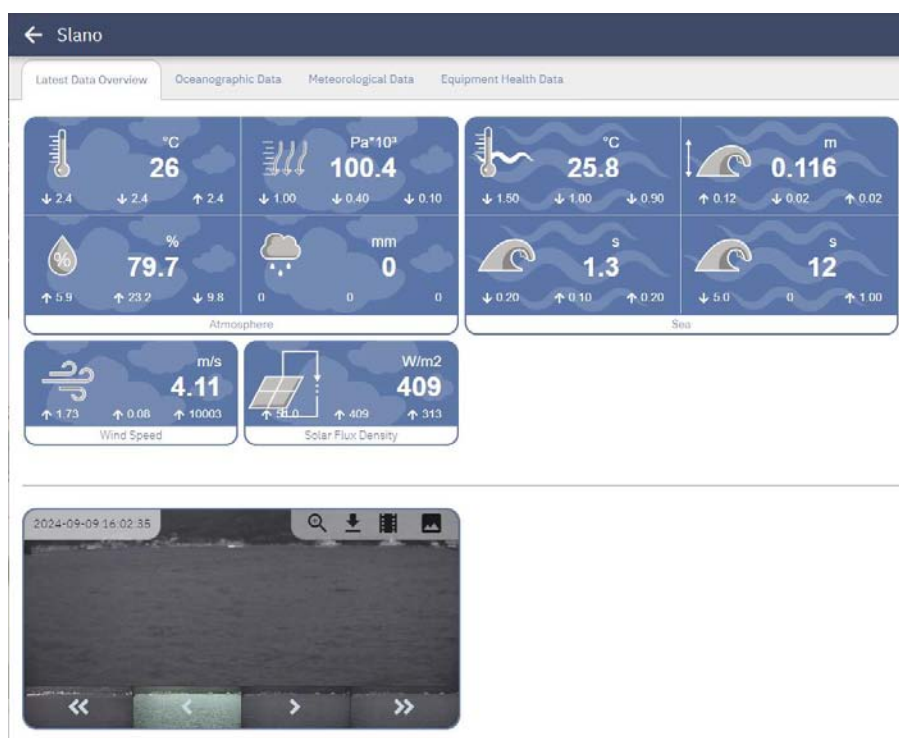 ← Slano
Latest Data Overview Oceanographic Data Meteorological Data Equipment Health Data
°C
26
↓ 2.4 ↓ 2.4 ↑ 2.4
Pa*10³
100.4
↓ 1.00 ↓ 0.40 ↓ 0.10
%
%
79.7
↑ 5.9 ↑ 23.2 ↓ 9.8
mm
0
0 0 0
Atmosphere
°C
25.8
↓ 1.50 ↓ 1.00 ↓ 0.90
m
0.116
↑ 0.12 ↓ 0.02 ↑ 0.02
s
1.3
↓ 0.20 ↑ 0.10 ↑ 0.20
s
12
↓ 5.0 0 ↑ 1.00
Sea
m/s
4.11
↑ 1.73 ↑ 0.08 ↑ 10003
Wind Speed
W/m2
409
↑ 409 ↑ 313
Solar Flux Density
2024-09-09 16:02:35